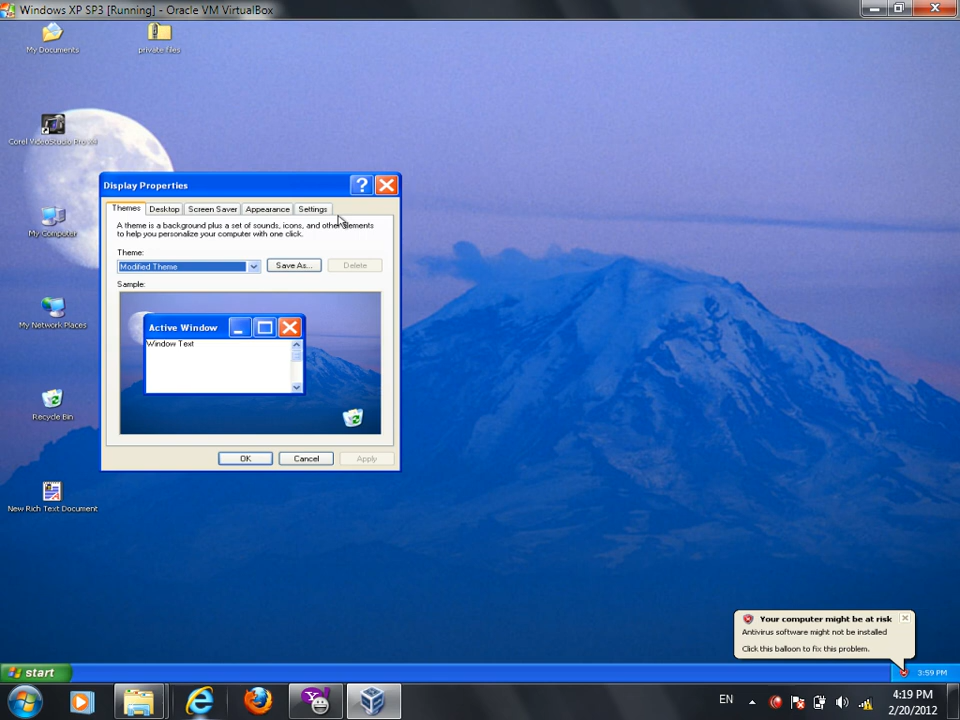 Windows XP SP3 [Running] - Oracle VM VirtualBox
My Documents
private files
Corel VideoStudio Pro X4
My Computer
My Network Places
Recycle Bin
New Rich Text Document
Display Properties
?
Themes
Desktop
Screen Saver
Appearance
Settings
A theme is a background plus a set of sounds, icons, and other elements
to help you personalize your computer with one click.
Theme:
Modified Theme
Save As...
Delete
Sample:
Active Window
Window Text
OK
Cancel
Apply
Your computer might be at risk
Antivirus software might not be installed
Click this balloon to fix this problem.
start
3:59 PM
EN
4:19 PM
2/20/2012